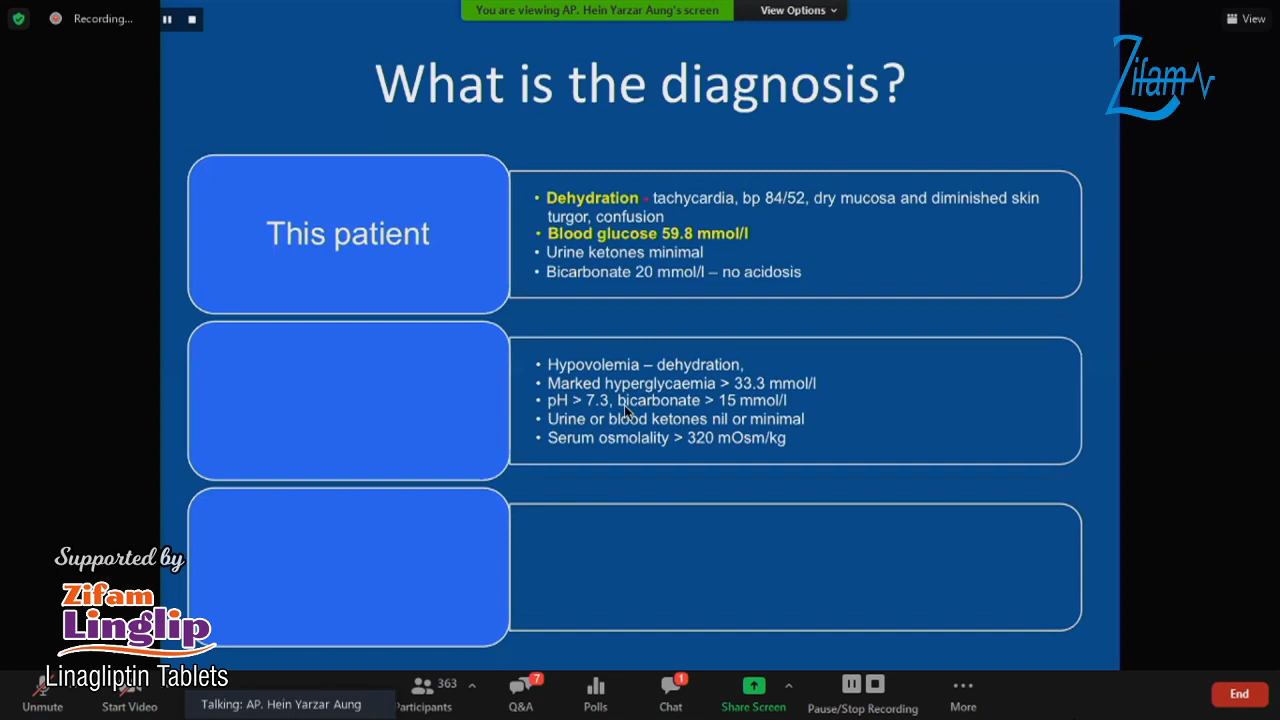 Recording...
You are viewing AP. Hein Yarzar Aung's screen
View Options
View
Zifam
What is the diagnosis?
This patient
• Dehydration - tachycardia, bp 84/52, dry mucosa and diminished skin
turgor, confusion
• Blood glucose 59.8 mmol/l
• Urine ketones minimal
• Bicarbonate 20 mmol/l – no acidosis
• Hypovolemia – dehydration,
• Marked hyperglycaemia > 33.3 mmol/l
• pH > 7.3, bicarbonate > 15 mmol/l
• Urine or blood ketones nil or minimal
• Serum osmolality > 320 mOsm/kg
Supported by
Zifam
Linglip
Linagliptin Tablets
Unmute
Start Video
Talking: AP. Hein Yarzar Aung
363
Participants
7
Q&A
Polls
1
Chat
Share Screen
Pause/Stop Recording
More
End